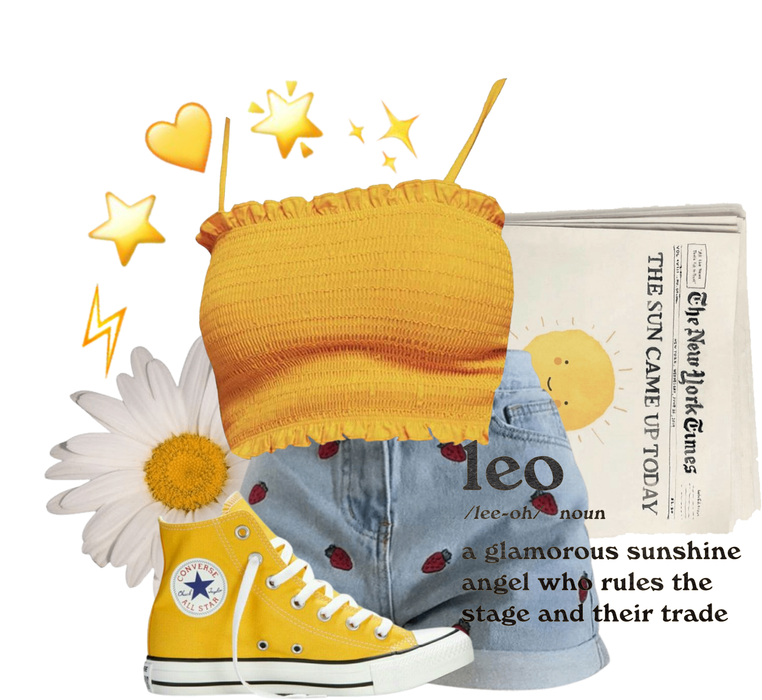 The New York Times
THE SUN CAME UP TODAY
leo
/lee-oh/ noun
a glamorous sunshine
angel who rules the
stage and their trade
CONVERSE
ALL STAR